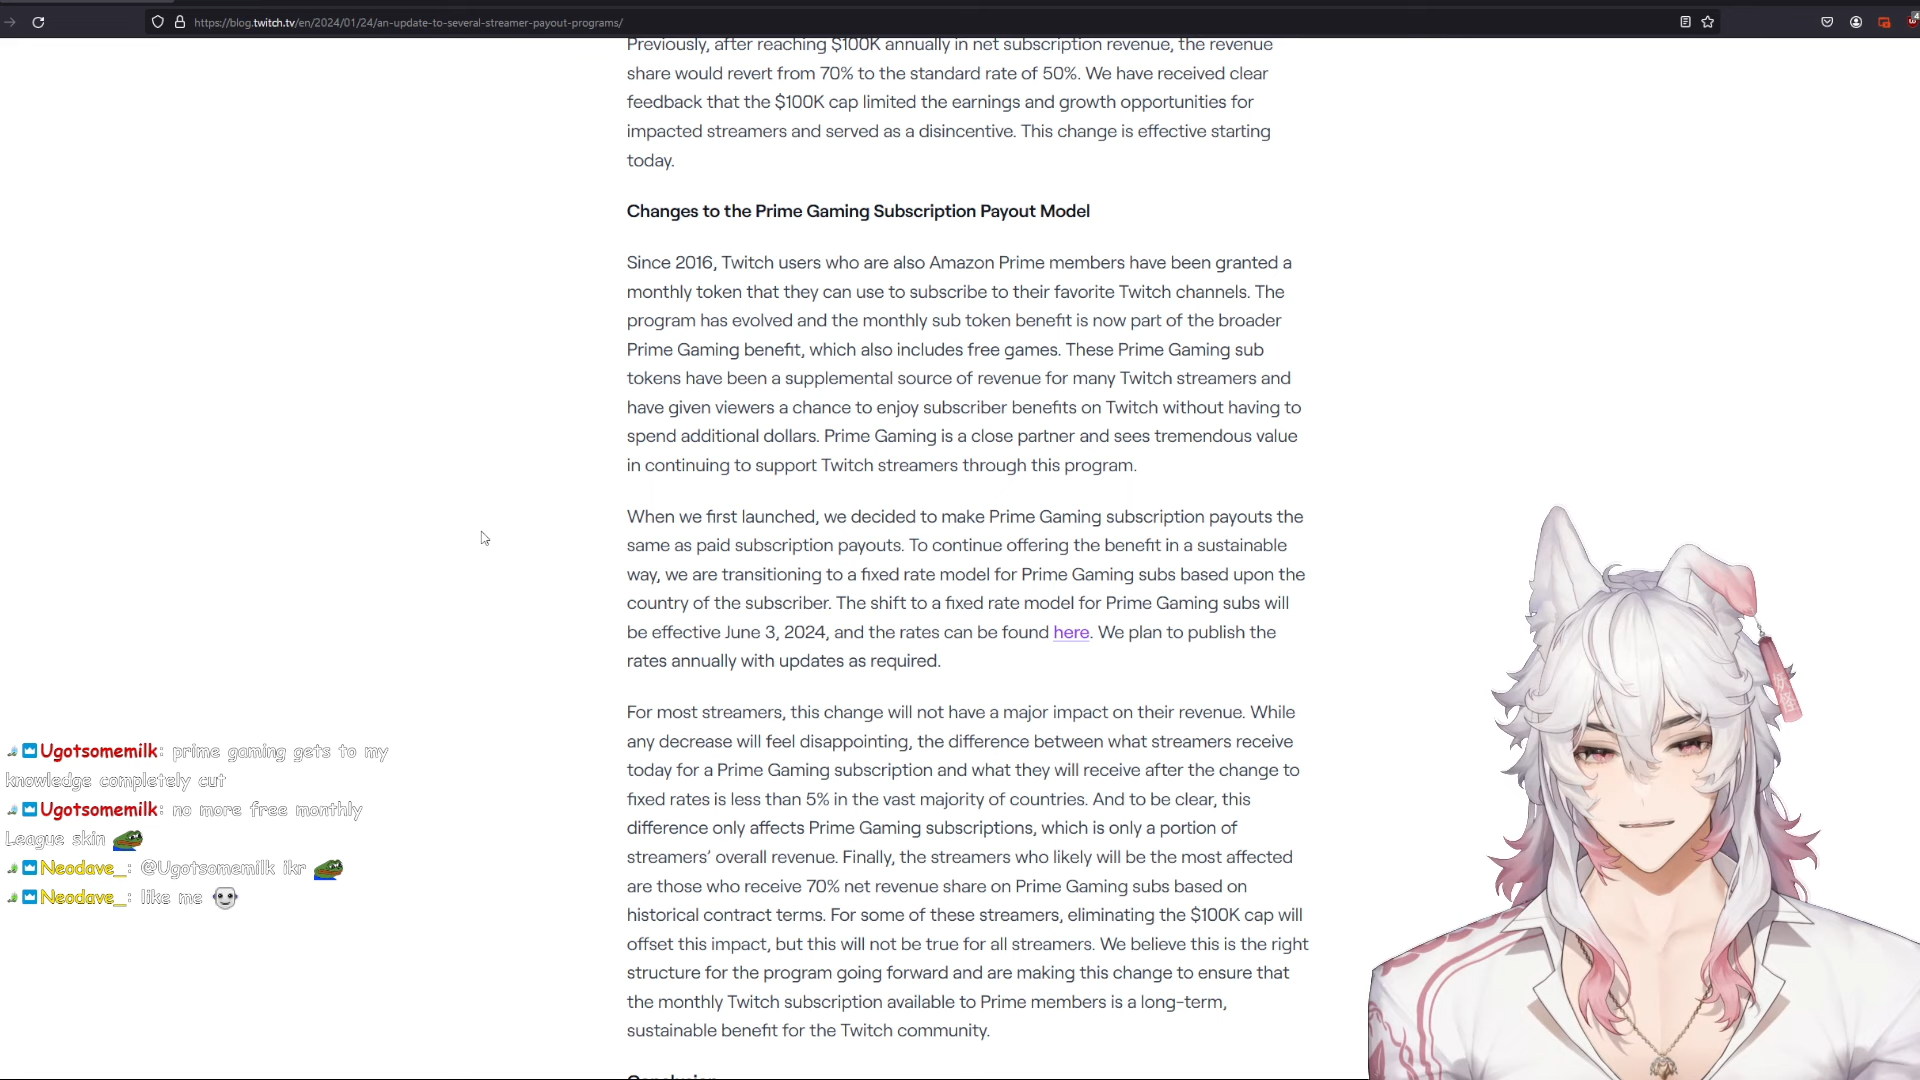 https://blog.twitch.tv/en/2024/01/24/an-update-to-several-streamer-payout-programs/
Previously, after reaching $100K annually in net subscription revenue, the revenue
share would revert from 70% to the standard rate of 50%. We have received clear
feedback that the $100K cap limited the earnings and growth opportunities for
impacted streamers and served as a disincentive. This change is effective starting
today.
Changes to the Prime Gaming Subscription Payout Model
Since 2016, Twitch users who are also Amazon Prime members have been granted a
monthly token that they can use to subscribe to their favorite Twitch channels. The
program has evolved and the monthly sub token benefit is now part of the broader
Prime Gaming benefit, which also includes free games. These Prime Gaming sub
tokens have been a supplemental source of revenue for many Twitch streamers and
have given viewers a chance to enjoy subscriber benefits on Twitch without having to
spend additional dollars. Prime Gaming is a close partner and sees tremendous value
in continuing to support Twitch streamers through this program.
When we first launched, we decided to make Prime Gaming subscription payouts the
same as paid subscription payouts. To continue offering the benefit in a sustainable
way, we are transitioning to a fixed rate model for Prime Gaming subs based upon the
country of the subscriber. The shift to a fixed rate model for Prime Gaming subs will
be effective June 3, 2024, and the rates can be found here. We plan to publish the
rates annually with updates as required.
For most streamers, this change will not have a major impact on their revenue. While
any decrease will feel disappointing, the difference between what streamers receive
today for a Prime Gaming subscription and what they will receive after the change to
fixed rates is less than 5% in the vast majority of countries. And to be clear, this
difference only affects Prime Gaming subscriptions, which is only a portion of
streamers’ overall revenue. Finally, the streamers who likely will be the most affected
are those who receive 70% net revenue share on Prime Gaming subs based on
historical contract terms. For some of these streamers, eliminating the $100K cap will
offset this impact, but this will not be true for all streamers. We believe this is the right
structure for the program going forward and are making this change to ensure that
the monthly Twitch subscription available to Prime members is a long-term,
sustainable benefit for the Twitch community.
Conclusion
Ugotsomemilk: prime gaming gets to my
knowledge completely cut
Ugotsomemilk: no more free monthly
League skin
Neodave_: @Ugotsomemilk ikr
Neodave_: like me
妖
怪